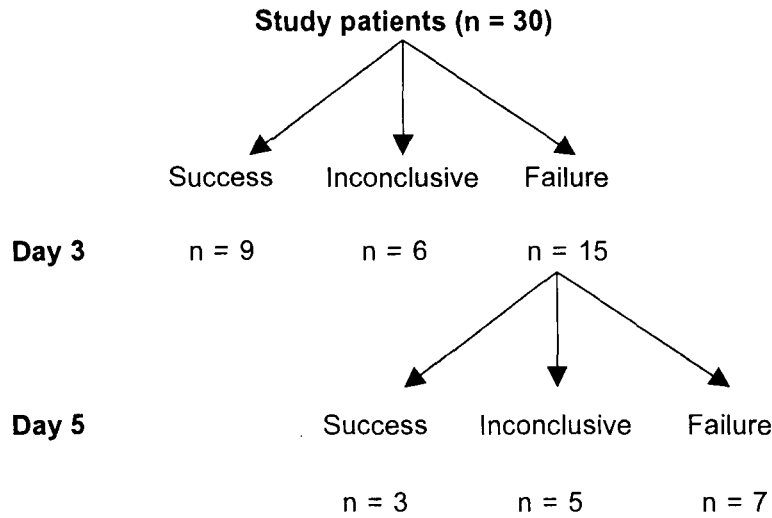 Study patients (n = 30)
Success Inconclusive Failure
Day 3 n = 9 n = 6 n = 15
Day 5 Success Inconclusive Failure
n = 3 n = 5 n = 7